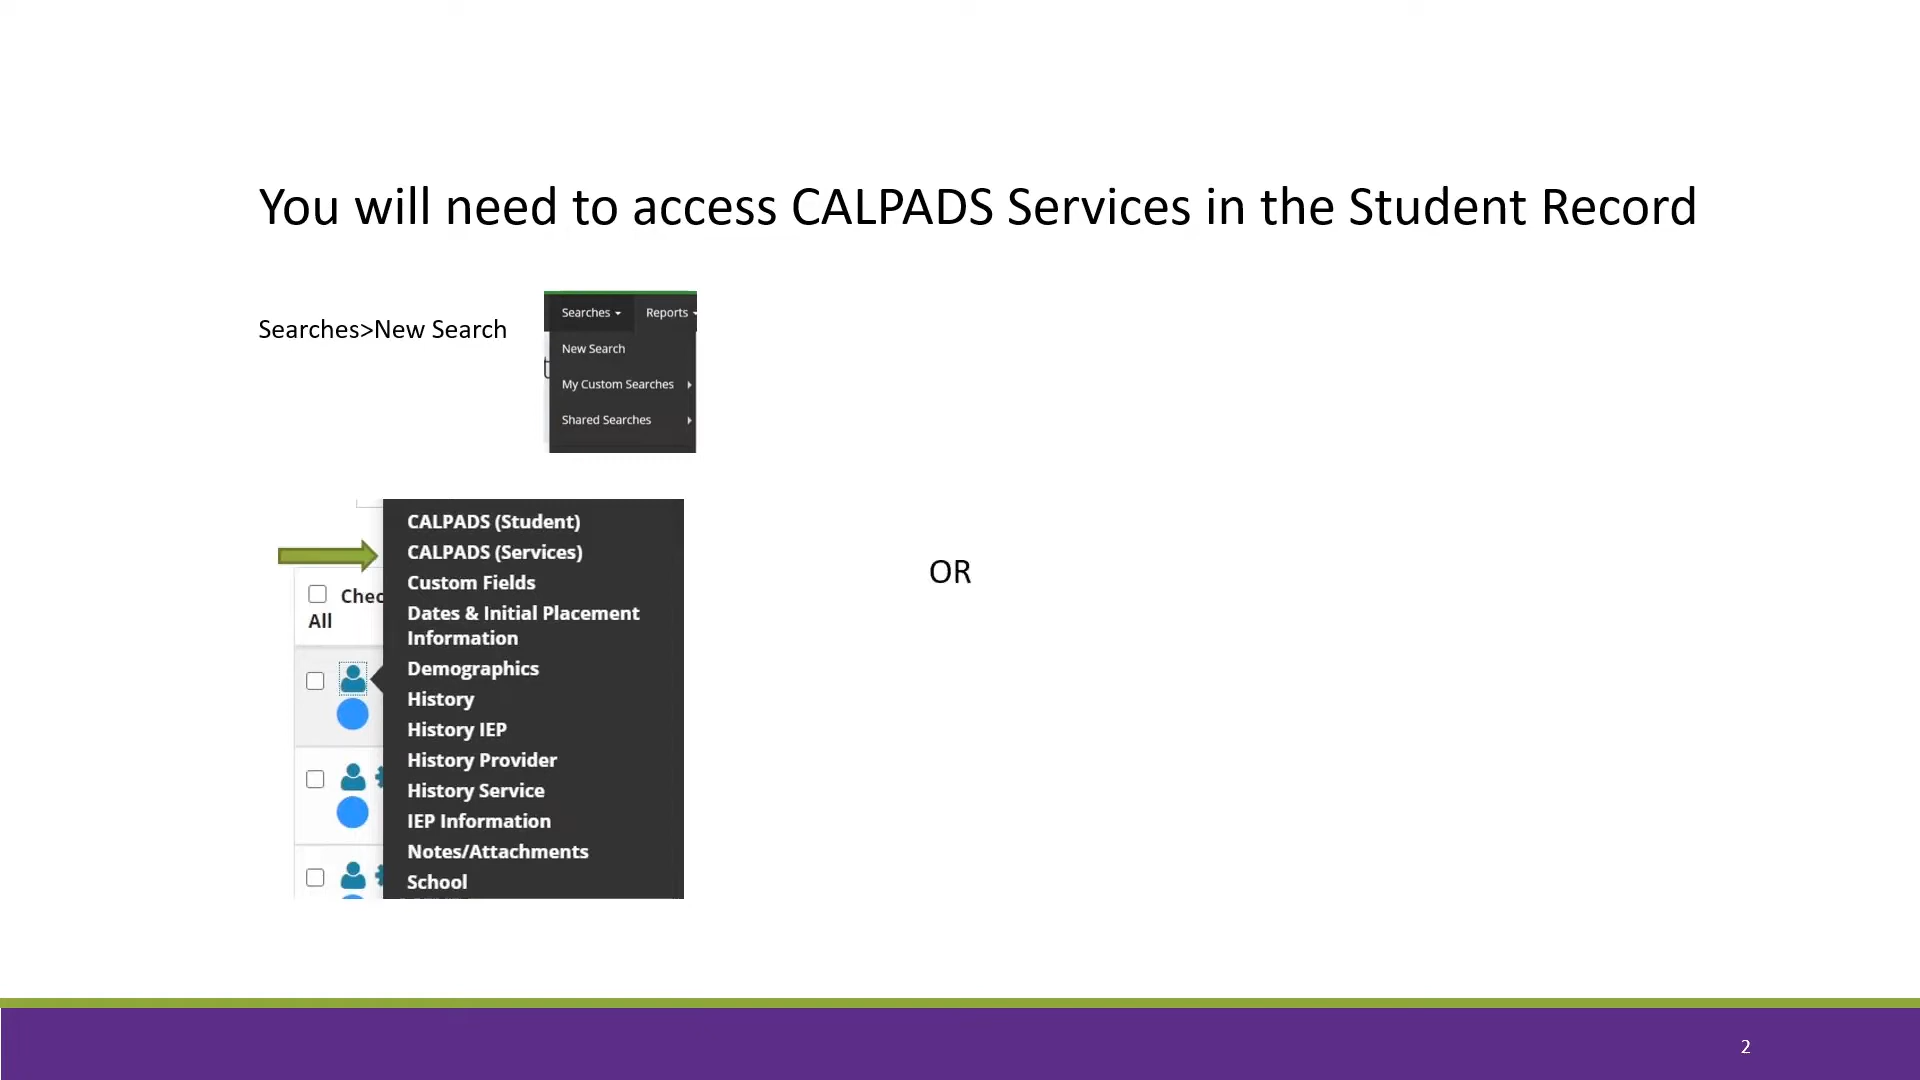 You will need to access CALPADS Services in the Student Record
Searches>New Search
Searches Reports
New Search
My Custom Searches
Shared Searches
CALPADS (Student)
CALPADS (Services)
Custom Fields
Dates & Initial Placement
Information
Demographics
History
History IEP
History Provider
History Service
IEP Information
Notes/Attachments
School
Chec
All
OR
2